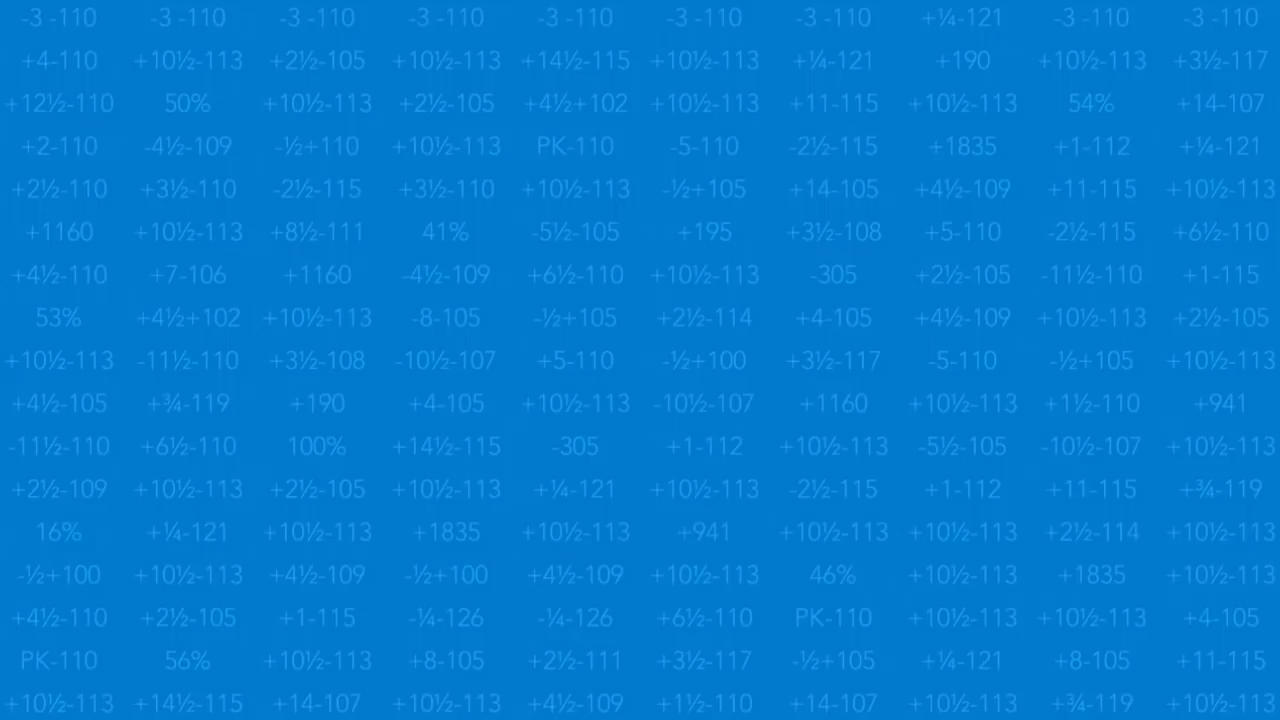 -3 -110 -3 -110 -3 -110 -3 -110 -3 -110 -3 -110 -3 -110 +¼-121 -3 -110 -3 -110
+4-110 +10½-113 +2½-105 +10½-113 +14½-115 +10½-113 +¼-121 +190 +10½-113 +3½-117
+12½-110 50% +10½-113 +2½-105 +4½+102 +10½-113 +11-115 +10½-113 54% +14-107
+2-110 -4½-109 -½+110 +10½-113 PK-110 -5-110 -2½-115 +1835 +1-112 +¼-121
+2½-110 +3½-110 -2½-115 +3½-110 +10½-113 -½+105 +14-105 +4½-109 +11-115 +10½-113
+1160 +10½-113 +8½-111 41% -5½-105 +195 +3½-108 +5-110 -2½-115 +6½-110
+4½-110 +7-106 +1160 -4½-109 +6½-110 +10½-113 -305 +2½-105 -11½-110 +1-115
53% +4½+102 +10½-113 -8-105 -½+105 +2½-114 +4-105 +4½-109 +10½-113 +2½-105
+10½-113 -11½-110 +3½-108 -10½-107 +5-110 -½+100 +3½-117 -5-110 -½+105 +10½-113
+4½-105 +¾-119 +190 +4-105 +10½-113 -10½-107 +1160 +10½-113 +1½-110 +941
-11½-110 +6½-110 100% +14½-115 -305 +1-112 +10½-113 -5½-105 -10½-107 +10½-113
+2½-109 +10½-113 +2½-105 +10½-113 +¼-121 +10½-113 -2½-115 +1-112 +11-115 +¾-119
16% +¼-121 +10½-113 +1835 +10½-113 +941 +10½-113 +10½-113 +2½-114 +10½-113
-½+100 +10½-113 +4½-109 -½+100 +4½-109 +10½-113 46% +10½-113 +1835 +10½-113
+4½-110 +2½-105 +1-115 -¼-126 -¼-126 +6½-110 PK-110 +10½-113 +10½-113 +4-105
PK-110 56% +10½-113 +8-105 +2½-111 +3½-117 -½+105 +¼-121 +8-105 +11-115
+10½-113 +14½-115 +14-107 +10½-113 +4½-109 +1½-110 +14-107 +10½-113 +¾-119 +10½-113